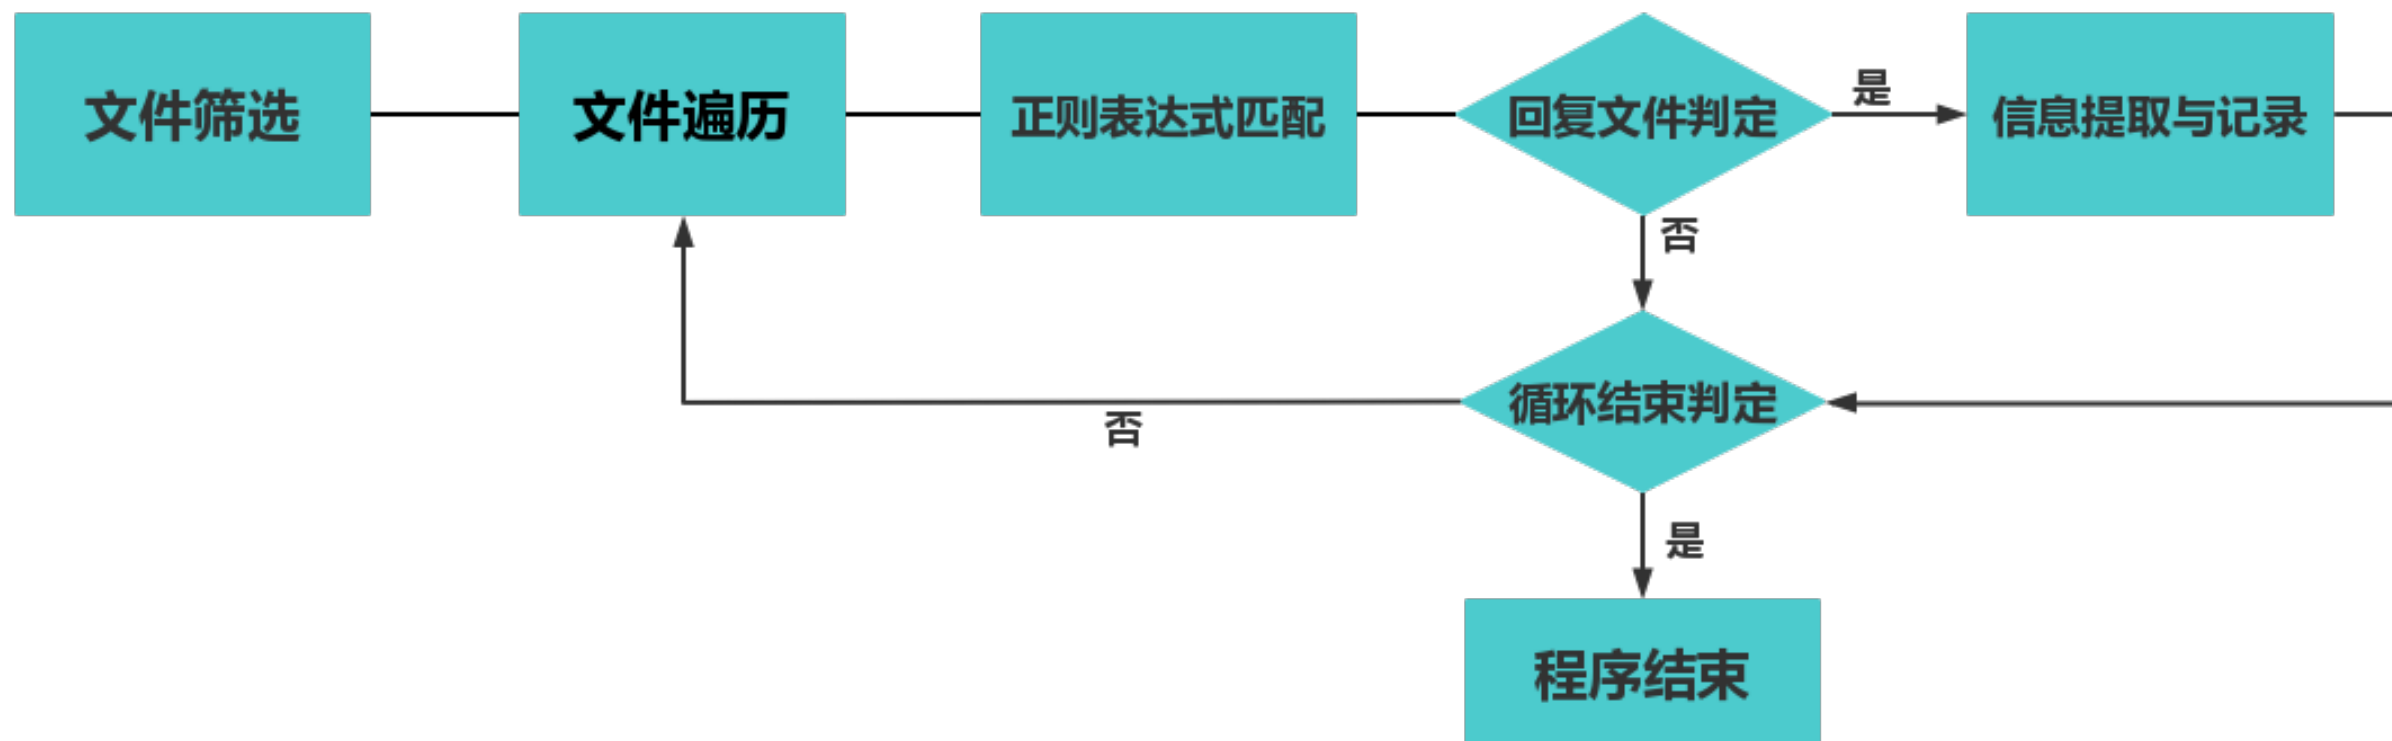 文件筛选
文件遍历
正则表达式匹配
回复文件判定
是
信息提取与记录
否
循环结束判定
否
是
程序结束